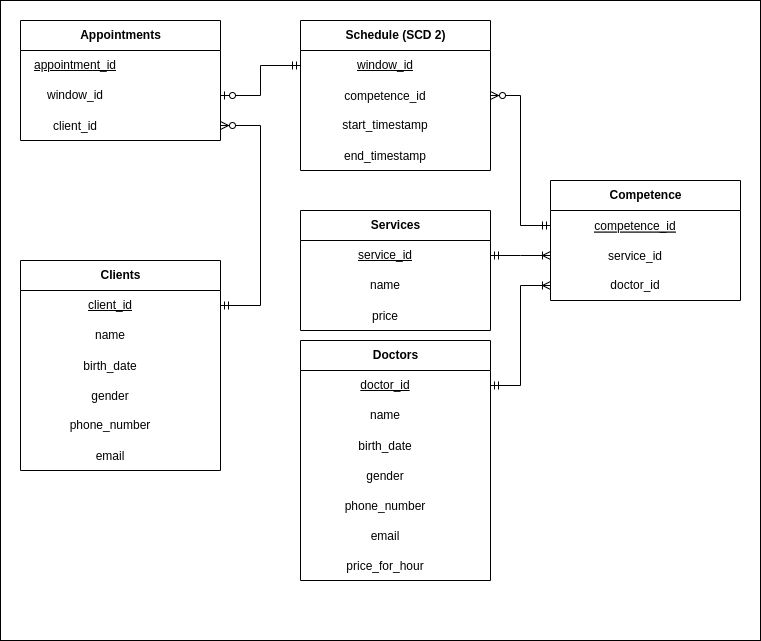 Appointments
appointment_id
window_id
client_id
Schedule (SCD 2)
window_id
competence_id
start_timestamp
end_timestamp
Competence
competence_id
service_id
doctor_id
Services
service_id
name
price
Clients
client_id
name
birth_date
gender
phone_number
email
Doctors
doctor_id
name
birth_date
gender
phone_number
email
price_for_hour